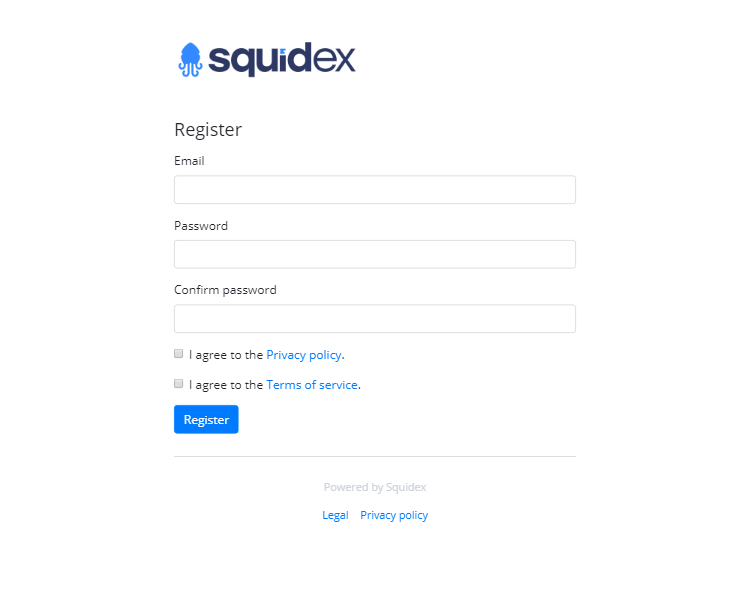 squidex
Register
Email
Password
Confirm password
I agree to the Privacy policy.
I agree to the Terms of service.
Register
Powered by Squidex
Legal Privacy policy